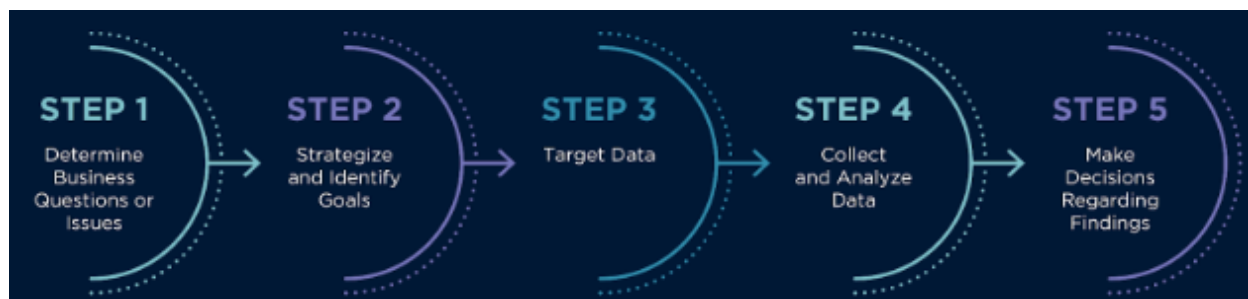 STEP 1
Determine
Business
Questions or
Issues
STEP 2
Strategize
and Identify
Goals
STEP 3
Target Data
STEP 4
Collect
and Analyze
Data
STEP 5
Make
Decisions
Regarding
Findings